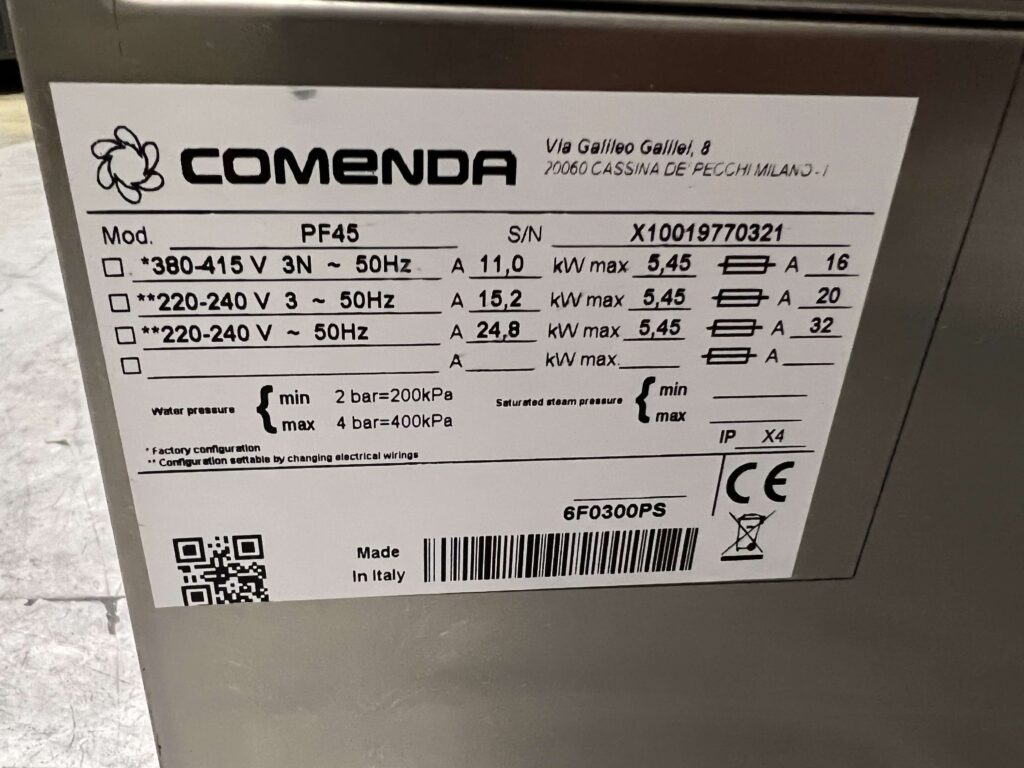 COMENDA
Via Galileo Galilei, 8
20060 CASSINA DE' PECCHI MILANO - I
Mod. PF45 S/N X10019770321
*380-415 V 3N ~ 50Hz A 11,0 kW max 5,45 A 16
**220-240 V 3 ~ 50Hz A 15,2 kW max 5,45 A 20
**220-240 V ~ 50Hz A 24,8 kW max 5,45 A 32
A kW max. A
Water pressure { min 2 bar=200kPa
max 4 bar=400kPa
Saturated steam pressure { min
max
IP X4
* Factory configuration
** Configuration settable by changing electrical wirings
CE
6F0300PS
Made
In Italy